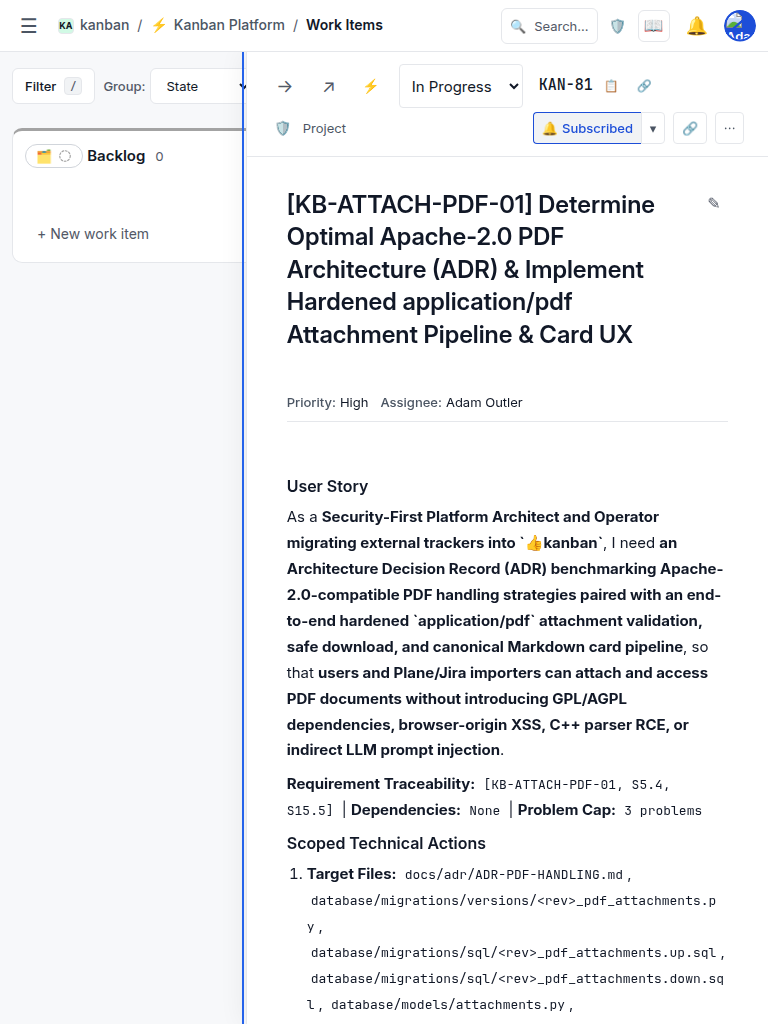 ☰ KA kanban / ⚡ Kanban Platform / Work Items 🔍 Search... 🛡️ 📖 🔔
Filter / Group: State
→ ↗ ⚡ In Progress KAN-81 📋 🔗
🛡️ Project 🔔 Subscribed ▾ 🔗 ···
🗂️ Backlog 0
+ New work item
[KB-ATTACH-PDF-01] Determine ✎
Optimal Apache-2.0 PDF
Architecture (ADR) & Implement
Hardened application/pdf
Attachment Pipeline & Card UX
Priority: High Assignee: Adam Outler
User Story
As a Security-First Platform Architect and Operator
migrating external trackers into `👍kanban`, I need an
Architecture Decision Record (ADR) benchmarking Apache-
2.0-compatible PDF handling strategies paired with an end-
to-end hardened `application/pdf` attachment validation,
safe download, and canonical Markdown card pipeline, so
that users and Plane/Jira importers can attach and access
PDF documents without introducing GPL/AGPL
dependencies, browser-origin XSS, C++ parser RCE, or
indirect LLM prompt injection.
Requirement Traceability: [KB-ATTACH-PDF-01, S5.4,
S15.5] | Dependencies: None | Problem Cap: 3 problems
Scoped Technical Actions
1. Target Files: docs/adr/ADR-PDF-HANDLING.md,
database/migrations/versions/<rev>_pdf_attachments.p
y,
database/migrations/sql/<rev>_pdf_attachments.up.sql,
database/migrations/sql/<rev>_pdf_attachments.down.sq
l, database/models/attachments.py,